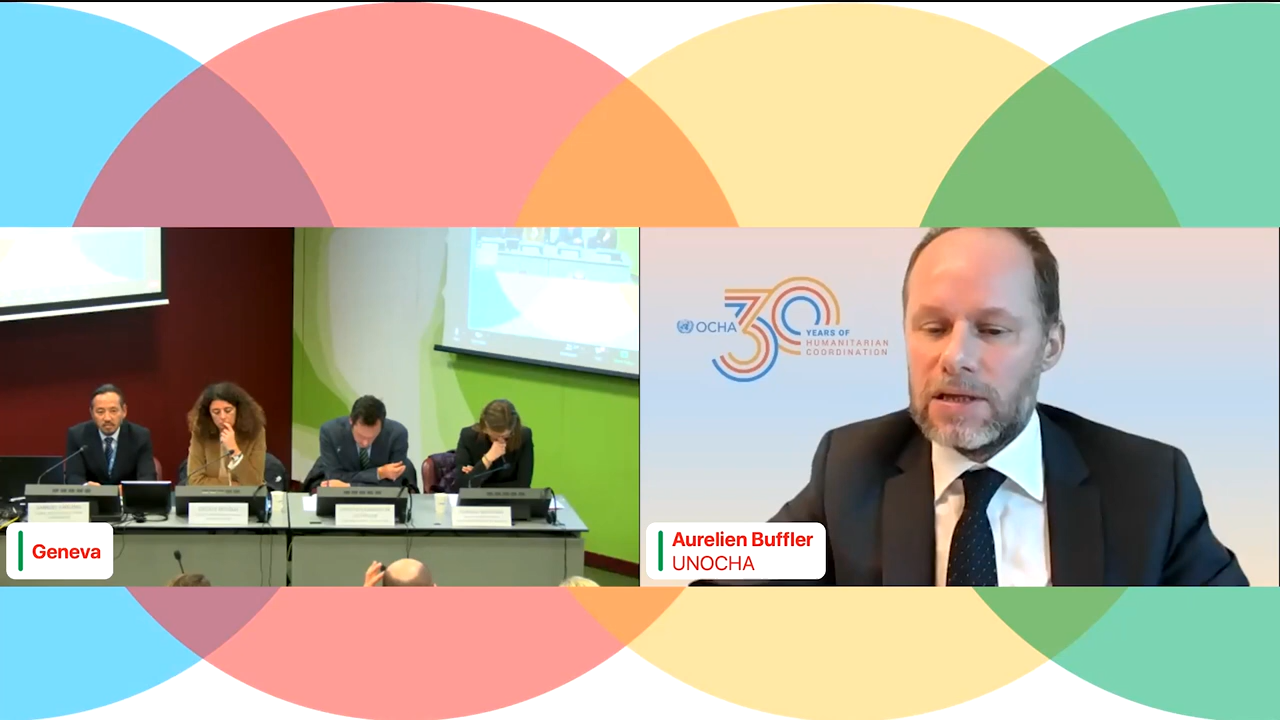 OCHA
30
YEARS OF
HUMANITARIAN
COORDINATION
Geneva
Aurelien Buffler
UNOCHA